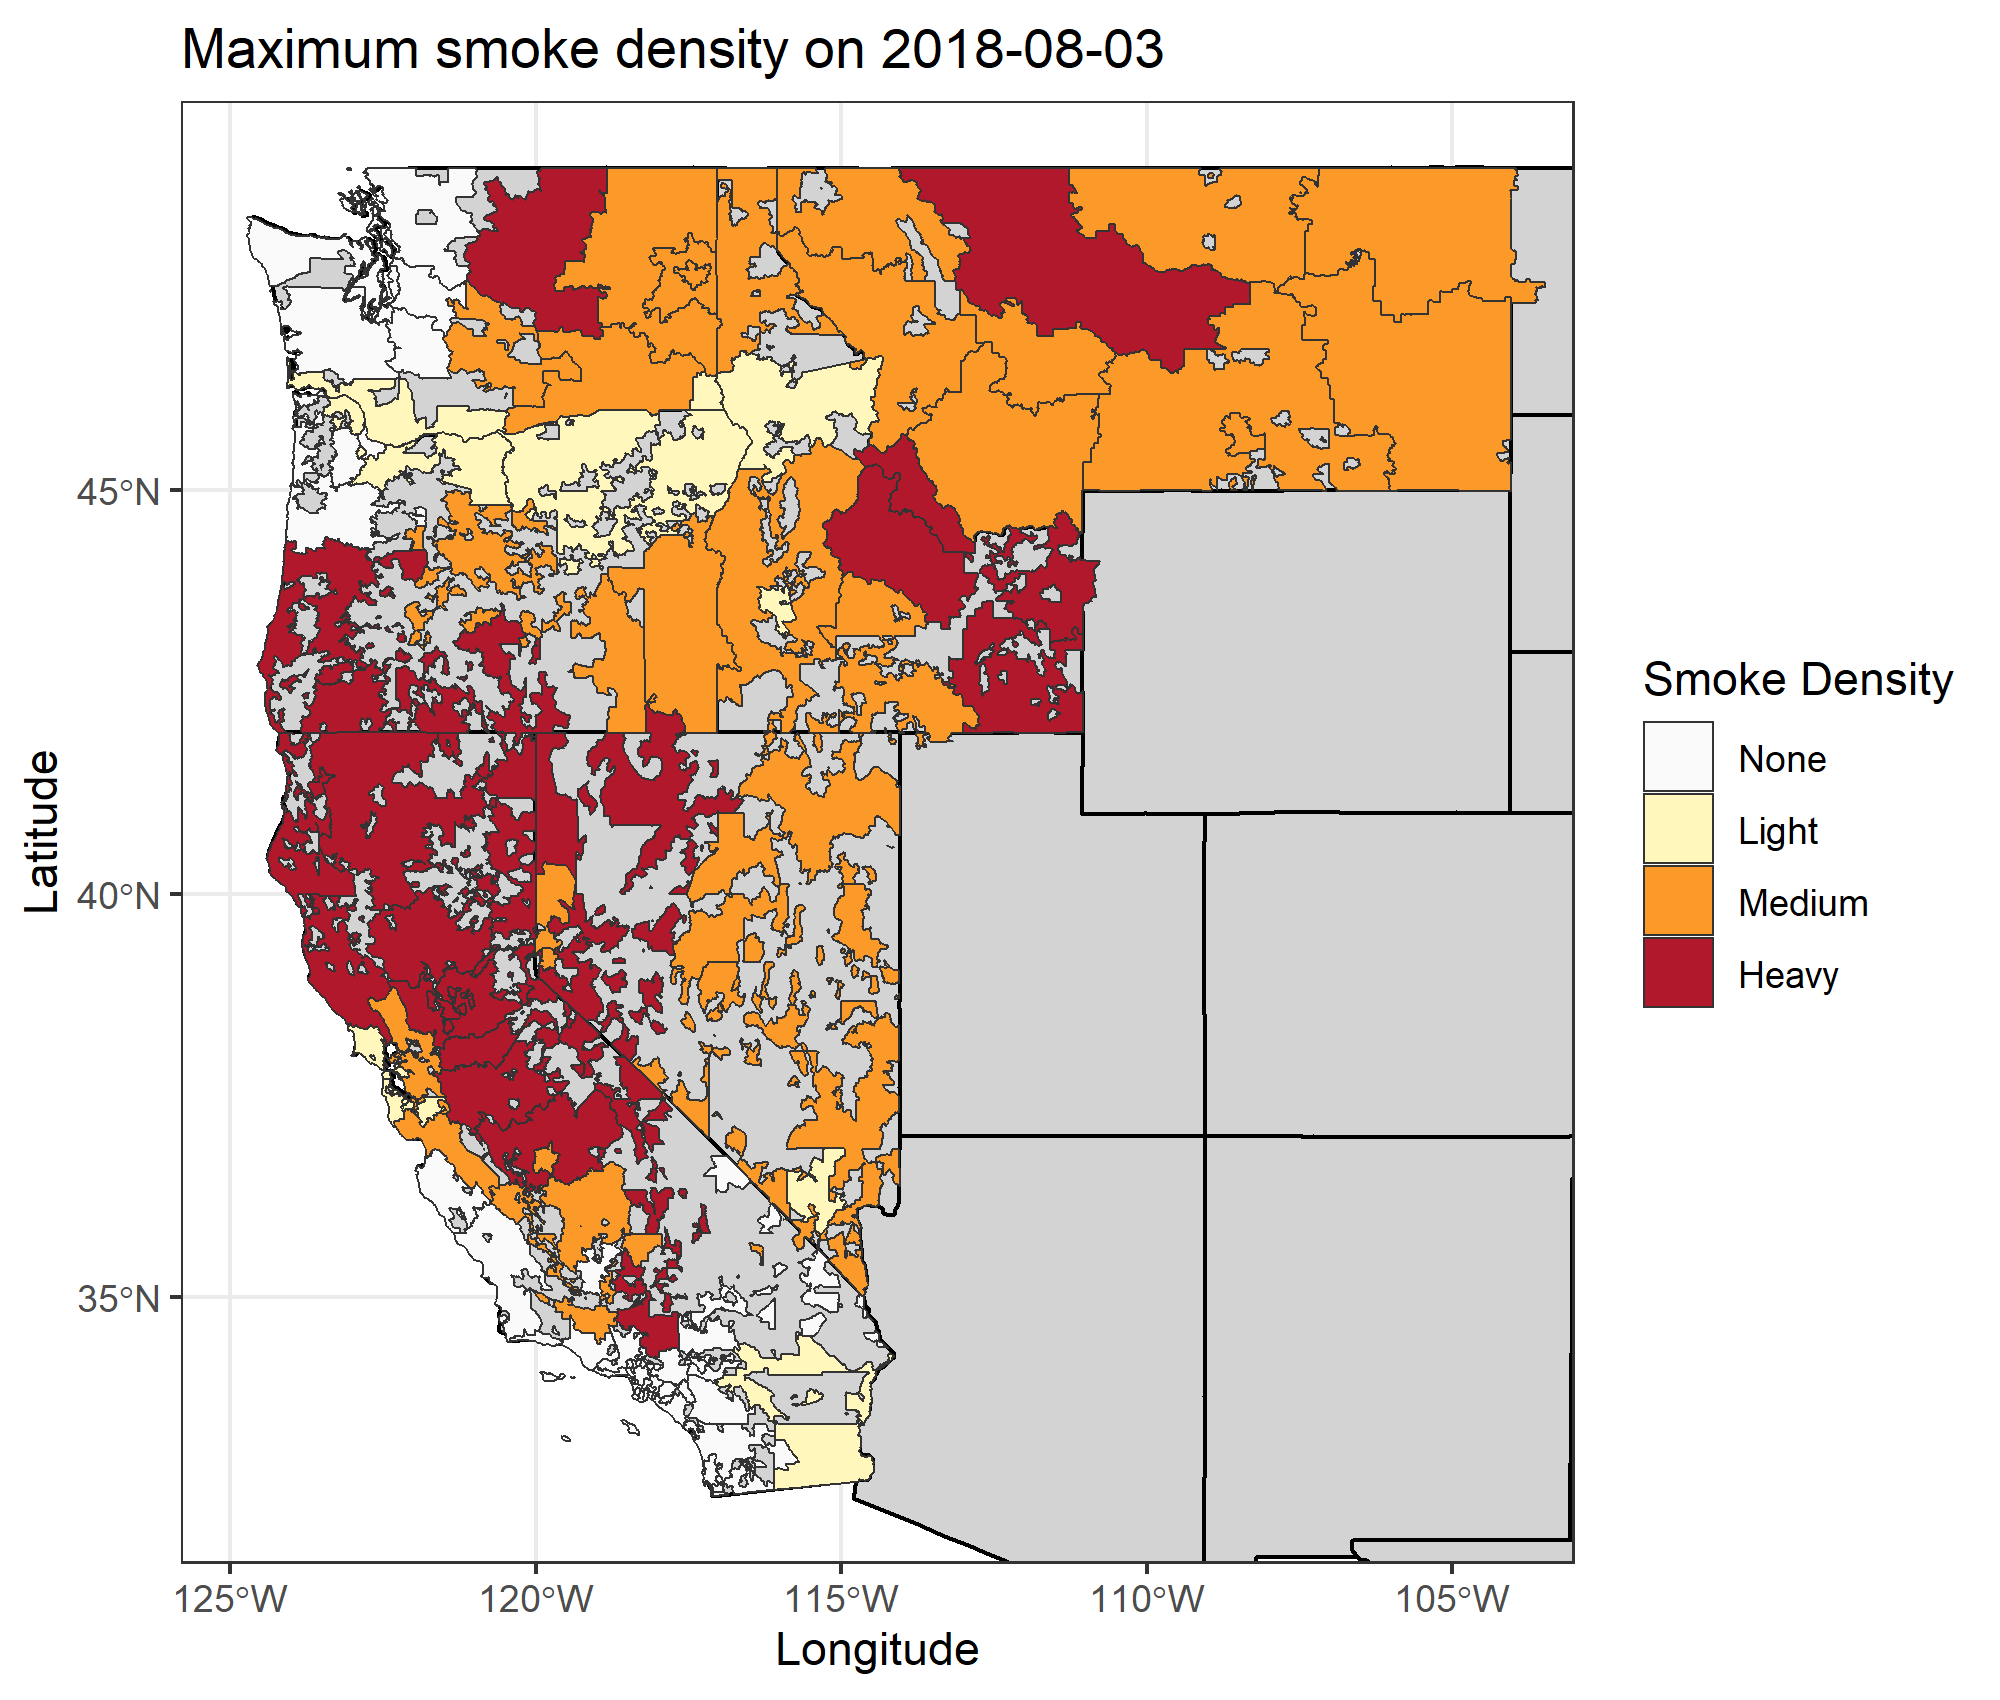 Maximum smoke density on 2018-08-03
45°N
40°N
35°N
Latitude
125°W
120°W
115°W
110°W
105°W
Longitude
Smoke Density
None
Light
Medium
Heavy